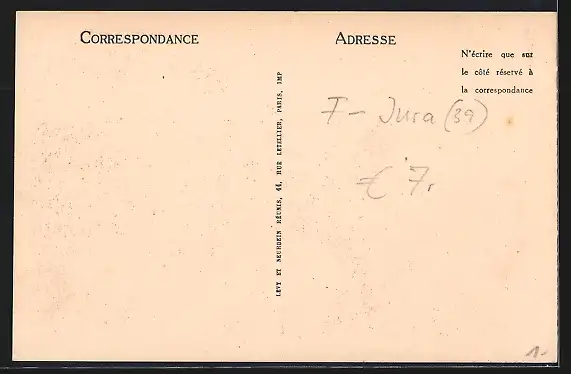 CORRESPONDANCE
ADRESSE
N'écrire que sur
le côté réservé à
la correspondance
LEVY ET NEURDEIN RÉUNIS, 44, RUE LETELLIER, PARIS, IMP
F - Jura (39)
€ 7,
1-